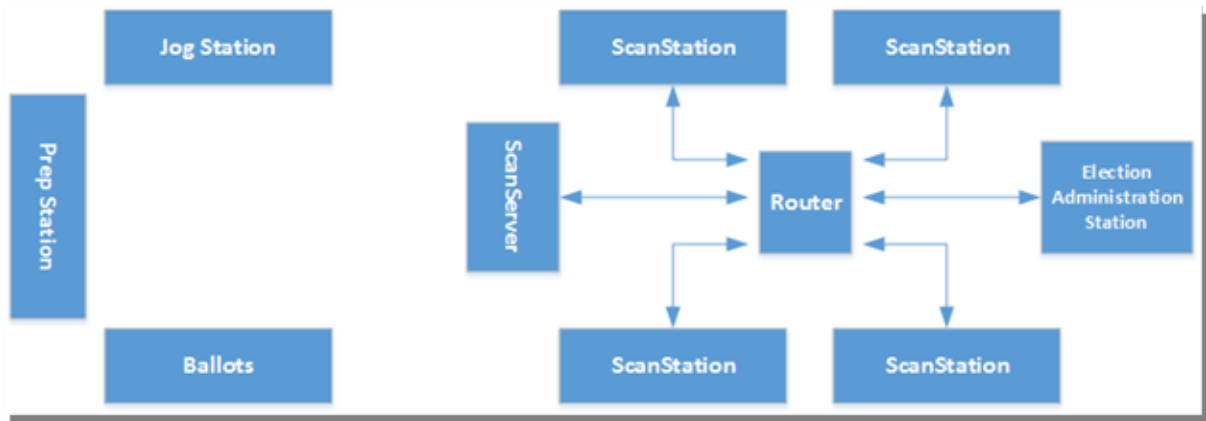 Jog Station
ScanStation
ScanStation
Prep Station
ScanServer
Router
Election
Administration
Station
Ballots
ScanStation
ScanStation